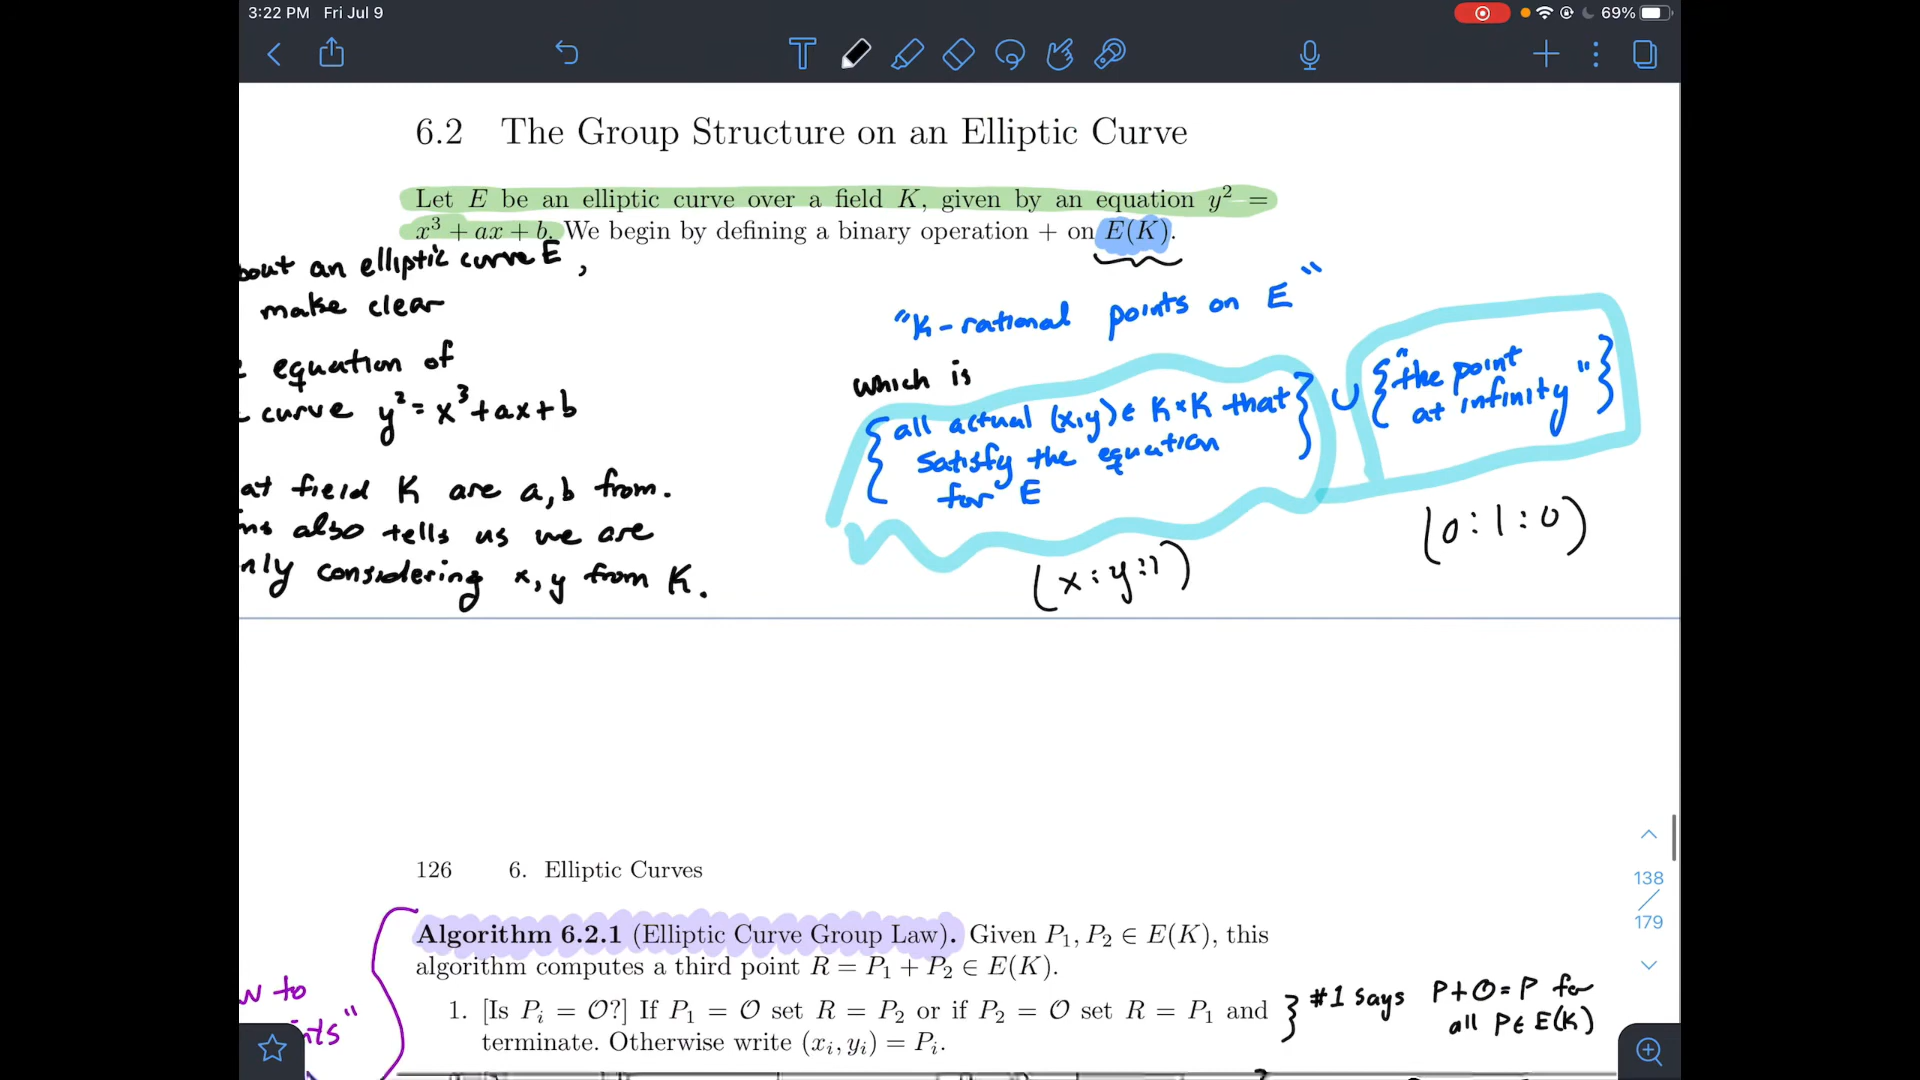 3:22 PM Fri Jul 9
69%
6.2 The Group Structure on an Elliptic Curve
Let E be an elliptic curve over a field K, given by an equation y² =
x³ + ax + b. We begin by defining a binary operation + on E(K).
bout an elliptic curve E,
make clear
equation of
curve y² = x³ + ax + b
at field K are a, b from.
also tells us we are
nly considering x, y from K.
"K-rational points on E"
which is
{all actual (x,y) ∈ K×K that
satisfy the equation
for E} ∪ {"the point
at infinity"}
(x:y:1)
(0:1:0)
126 6. Elliptic Curves
Algorithm 6.2.1 (Elliptic Curve Group Law). Given P₁, P₂ ∈ E(K), this
algorithm computes a third point R = P₁ + P₂ ∈ E(K).
1. [Is Pᵢ = 𝒪?] If P₁ = 𝒪 set R = P₂ or if P₂ = 𝒪 set R = P₁ and
terminate. Otherwise write (xᵢ, yᵢ) = Pᵢ.
} #1 says P+O=P for
all P∈E(K)
w to
nts"
138
179